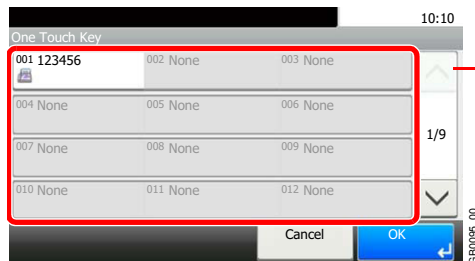 10:10
One Touch Key
001 123456 002 None 003 None
004 None 005 None 006 None
1/9
007 None 008 None 009 None
010 None 011 None 012 None
Cancel OK
GB0095_00